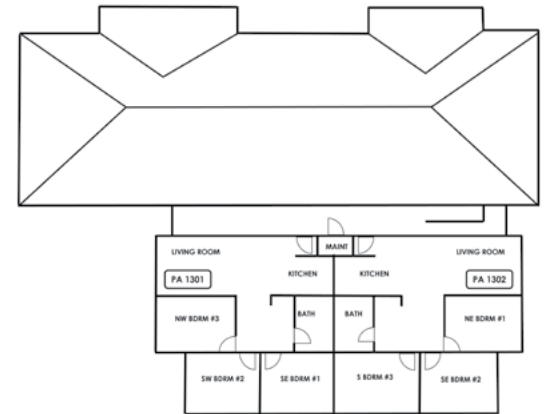 MAINT
LIVING ROOM
LIVING ROOM
KITCHEN
KITCHEN
PA 1301
PA 1302
NW BDRM #3
BATH
BATH
NE BDRM #1
SW BDRM #2
SE BDRM #1
S BDRM #3
SE BDRM #2